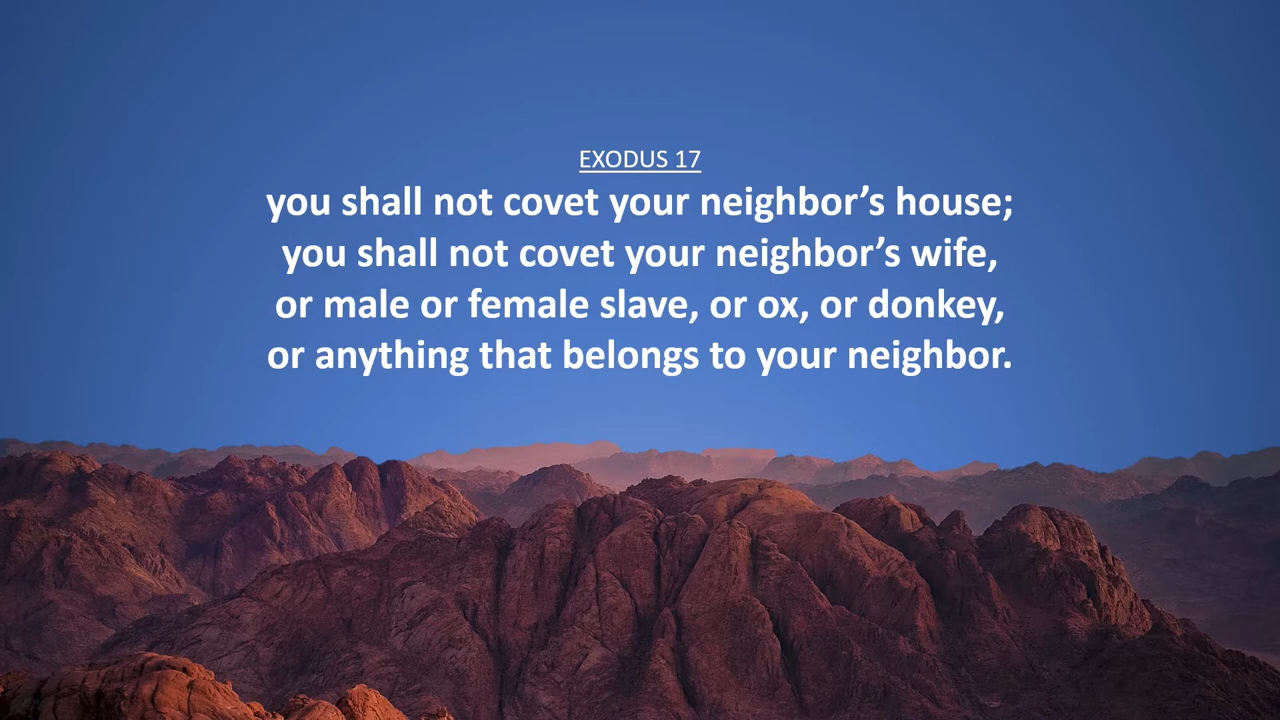 EXODUS 17
you shall not covet your neighbor’s house;
you shall not covet your neighbor’s wife,
or male or female slave, or ox, or donkey,
or anything that belongs to your neighbor.